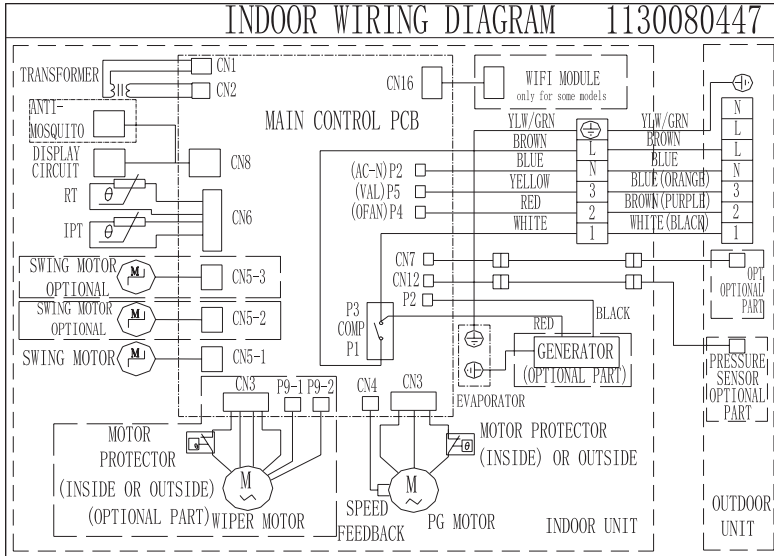 INDOOR WIRING DIAGRAM 1130080447
TRANSFORMER
CN1
CN2
ANTI-
MOSQUITO
DISPLAY
CIRCUIT
CN8
RT
θ
IPT
θ
CN6
SWING MOTOR
OPTIONAL
M
CN5-3
SWING MOTOR
OPTIONAL
M
CN5-2
SWING MOTOR
M
CN5-1
MAIN CONTROL PCB
CN16
WIFI MODULE
only for some models
(AC-N)P2
(VAL)P5
(OFAN)P4
YLW/GRN
BROWN
BLUE
YELLOW
RED
WHITE
L
N
3
2
1
YLW/GRN
BROWN
BLUE
BLUE(ORANGE)
BROWN(PURPLE)
WHITE(BLACK)
N
L
L
N
3
2
1
CN7
CN12
P2
P3
COMP
P1
RED
BLACK
GENERATOR
(OPTIONAL PART)
EVAPORATOR
OPT
OPTIONAL
PART
PRESSURE
SENSOR
OPTIONAL
PART
CN3
P9-1
P9-2
CN4
CN3
MOTOR
PROTECTOR
(INSIDE OR OUTSIDE)
(OPTIONAL PART)
M
WIPER MOTOR
θ
MOTOR PROTECTOR
(INSIDE) OR OUTSIDE
M
SPEED
FEEDBACK
PG MOTOR
INDOOR UNIT
OUTDOOR
UNIT